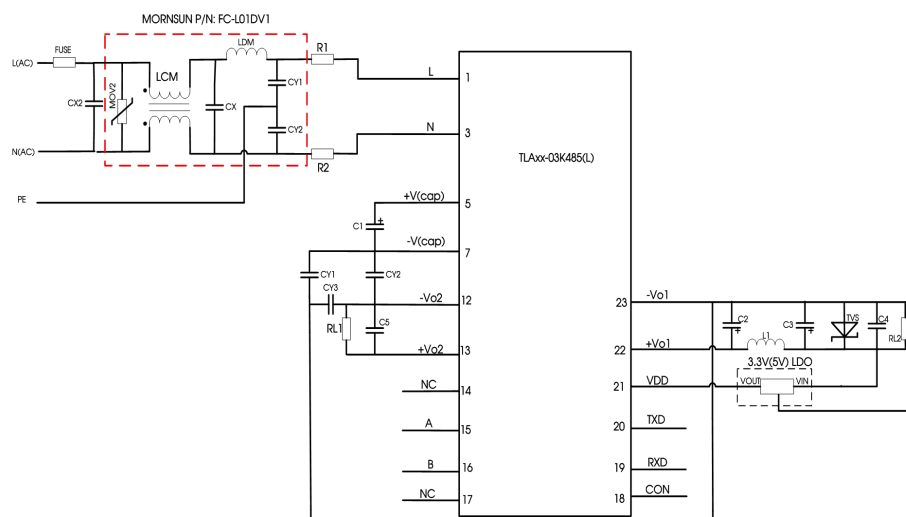 MORNSUN P/N: FC-L01DV1
FUSE
LDM
R1
L(AC)
LCM
L
1
CX2
MOV2
CX
CY1
CY2
N
3
N(AC)
R2
TLAxx-03K485(L)
PE
+V(cap)
5
C1
+
-V(cap)
7
CY1
CY2
CY3
-Vo2
12
RL1
C5
+Vo2
13
23
-Vo1
C2
+
C3
+
TVS
C4
RL2
22
+Vo1
L1
3.3V(5V) LDO
21
VDD
VOUT
VIN
NC
14
A
15
20
TXD
B
16
19
RXD
NC
17
18
CON